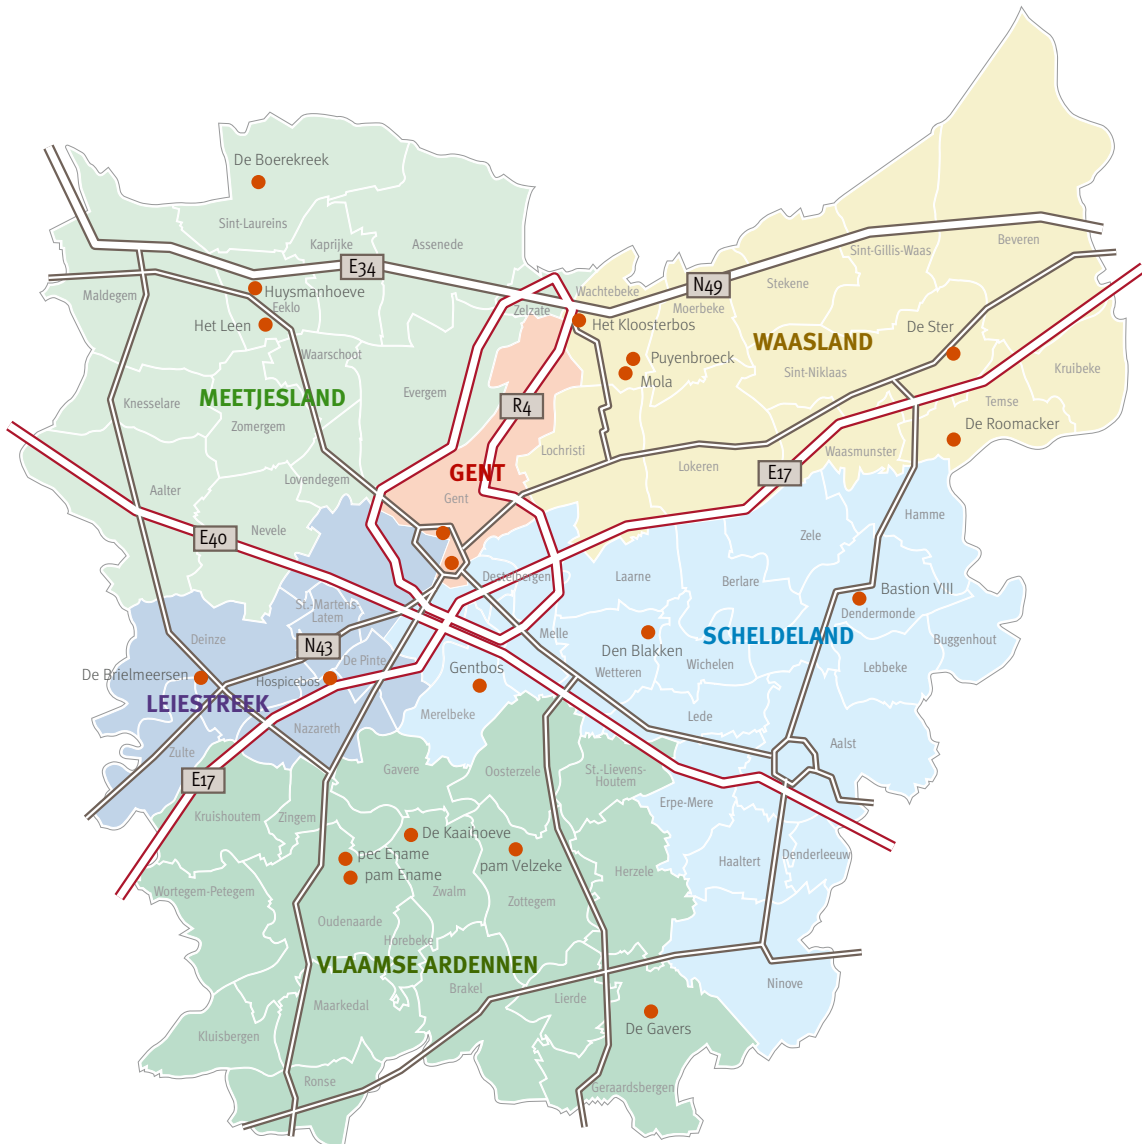 De Boerekreek
Sint-Laureins
Kaprijke
Assenede
E34
Sint-Gillis-Waas
Beveren
Maldegem
Huysmanhoeve
Eeklo
Het Leen
Waarschoot
Zelzate
Wachtebeke
Moerbeke
N49
Stekene
Het Kloosterbos
Puyenbroeck
Mola
WAASLAND
Sint-Niklaas
De Ster
Kruibeke
Temse
De Roomacker
MEETJESLAND
Knesselare
Zomergem
Evergem
R4
Lochristi
Lokeren
Waasmunster
E17
GENT
Gent
Lovendegem
Aalter
Nevele
E40
Hamme
Zele
Destelbergen
Laarne
Berlare
Bastion VIII
Dendermonde
Buggenhout
St.-Martens-
Latem
Deinze
N43
De Pinte
Melle
Den Blakken
Wetteren
Wichelen
SCHELDELAND
Lebbeke
De Brielmeersen
Hospicebos
Gentbos
LEIESTREEK
Nazareth
Merelbeke
Lede
Aalst
Zulte
E17
Gavere
Oosterzele
St.-Lievens-
Houtem
Erpe-Mere
Kruishoutem
Zingem
De Kaaihoeve
pec Ename
pam Ename
pam Velzeke
Haaltert
Denderleeuw
Wortegem-Petegem
Zwalm
Zottegem
Herzele
Oudenaarde
Horebeke
VLAAMSE ARDENNEN
Maarkedal
Brakel
Lierde
Ninove
Kluisbergen
De Gavers
Ronse
Geraardsbergen